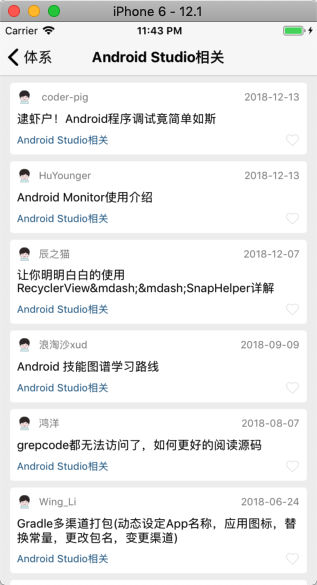 iPhone 6 - 12.1
Carrier 11:43 PM
体系 Android Studio相关
coder-pig 2018-12-13
逮虾户！Android程序调试竟简单如斯
Android Studio相关
HuYounger 2018-12-13
Android Monitor使用介绍
Android Studio相关
辰之猫 2018-12-07
让你明明白白的使用
RecyclerView&mdash;&mdash;SnapHelper详解
Android Studio相关
浪淘沙xud 2018-09-09
Android 技能图谱学习路线
Android Studio相关
鸿洋 2018-08-07
grepcode都无法访问了，如何更好的阅读源码
Android Studio相关
Wing_Li 2018-06-24
Gradle多渠道打包(动态设定App名称，应用图标，替
换常量，更改包名，变更渠道)
Android Studio相关